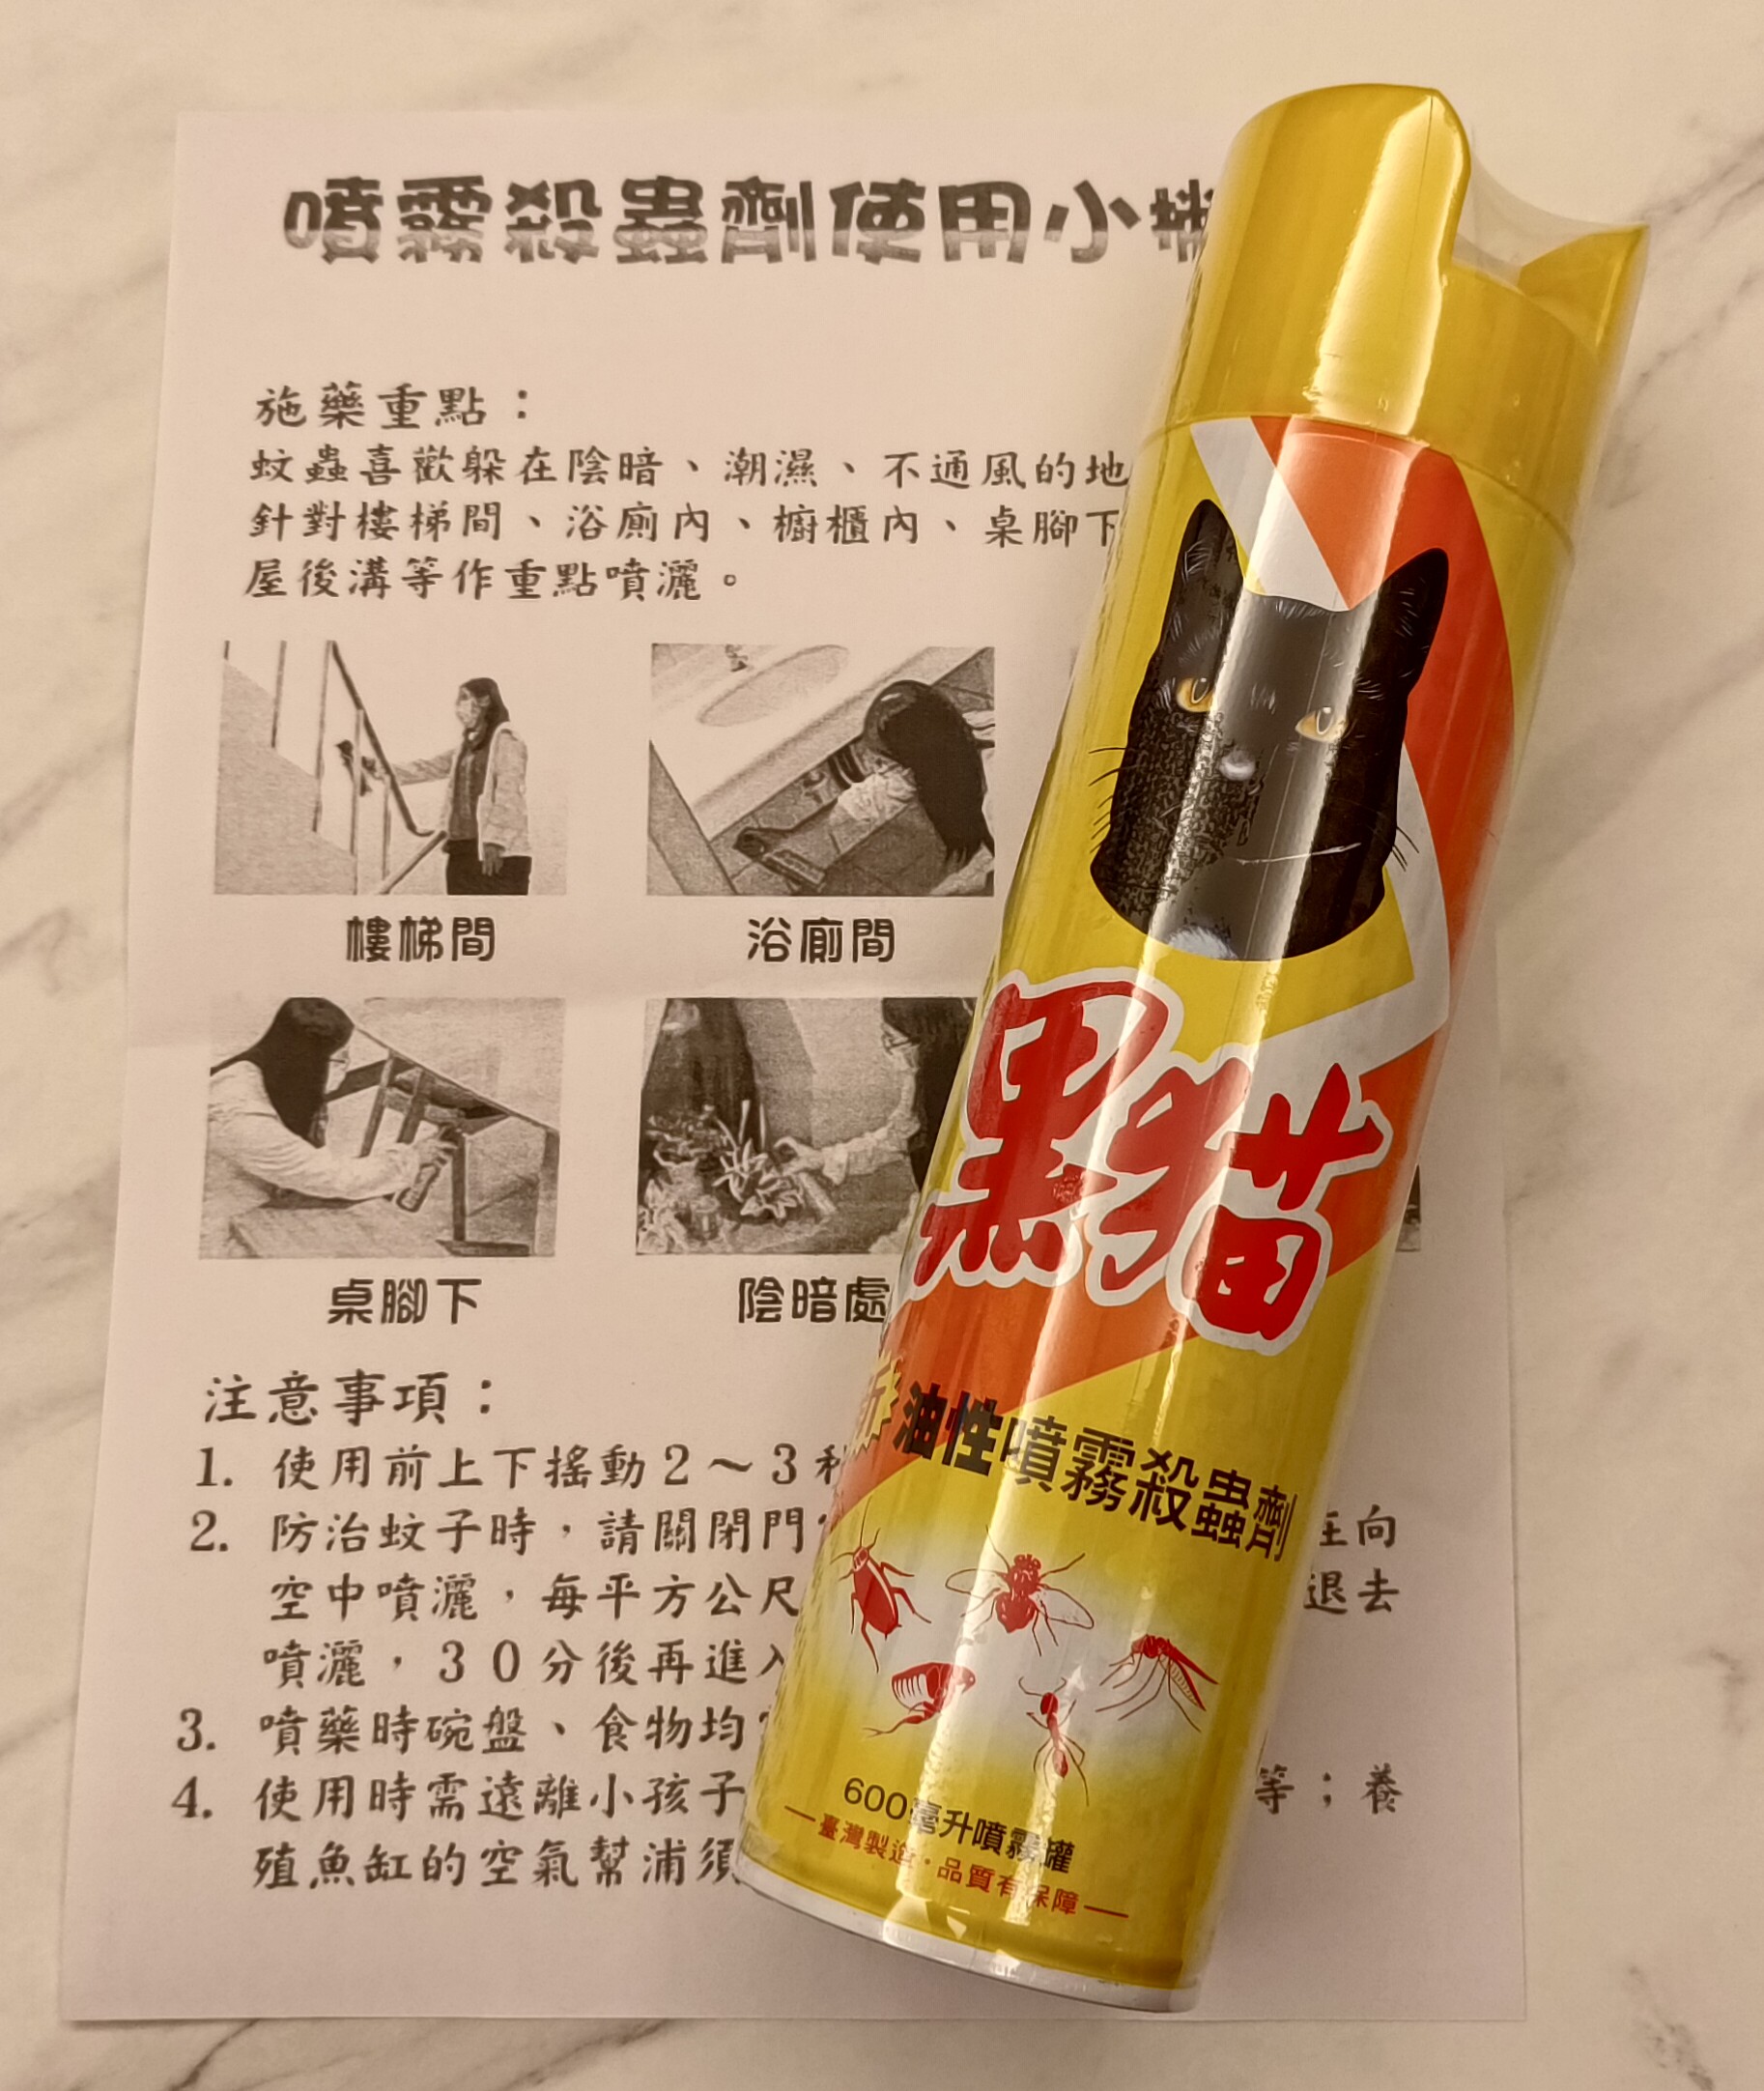 噴霧殺蟲劑使用小
施藥重點：
蚊蟲喜歡躲在陰暗、潮濕、不通風的地
針對樓梯間、浴廁內、櫥櫃內、桌腳下
屋後溝等作重點噴灑。
樓梯間
浴廁間
桌腳下
陰暗處
注意事項：
1. 使用前上下搖動2～3
2. 防治蚊子時，請關閉門 在向
空中噴灑，每平方公尺 退去
噴灑，30分後再進入
3. 噴藥時碗盤、食物均
4. 使用時需遠離小孩子 等；養
殖魚缸的空氣幫浦須
黑猫
油性噴霧殺蟲劑
600毫升噴霧罐
臺灣製造·品質有保障